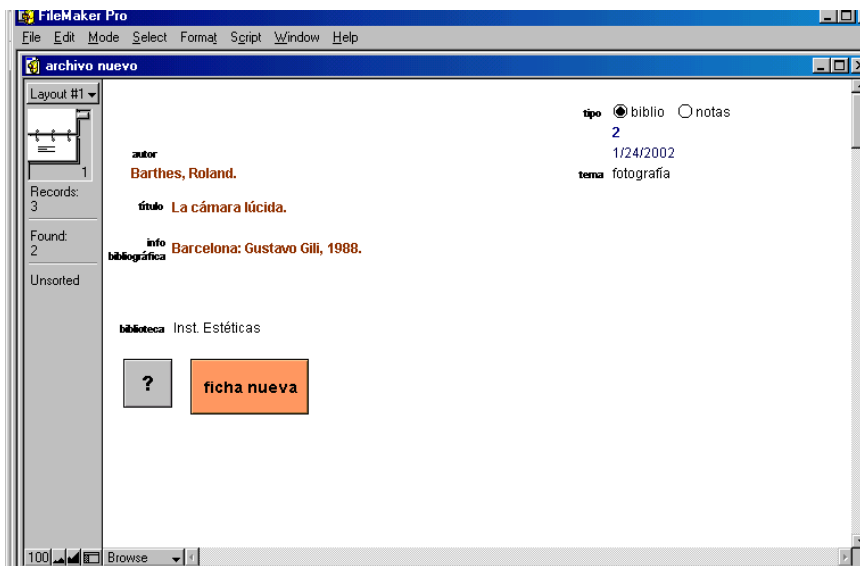 FileMaker Pro
File Edit Mode Select Format Script Window Help
archivo nuevo
Layout #1
1
Records:
3
Found:
2
Unsorted
tipo biblio notas
2
1/24/2002
tema fotografía
autor
Barthes, Roland.
título La cámara lúcida.
info
bibliográfica Barcelona: Gustavo Gili, 1988.
biblioteca Inst. Estéticas
? ficha nueva
100 Browse